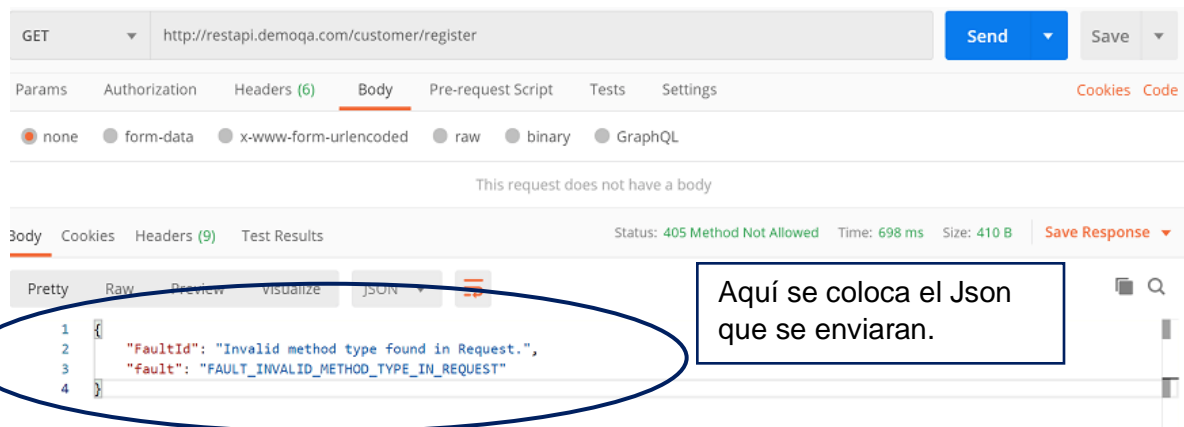 GET http://restapi.demoqa.com/customer/register Send Save
Params Authorization Headers (6) Body Pre-request Script Tests Settings Cookies Code
none form-data x-www-form-urlencoded raw binary GraphQL
This request does not have a body
Body Cookies Headers (9) Test Results Status: 405 Method Not Allowed Time: 698 ms Size: 410 B Save Response
Pretty Raw Preview Visualize JSON
1 {
2 "FaultId": "Invalid method type found in Request.",
3 "fault": "FAULT_INVALID_METHOD_TYPE_IN_REQUEST"
4 }
Aquí se coloca el Json
que se enviaran.